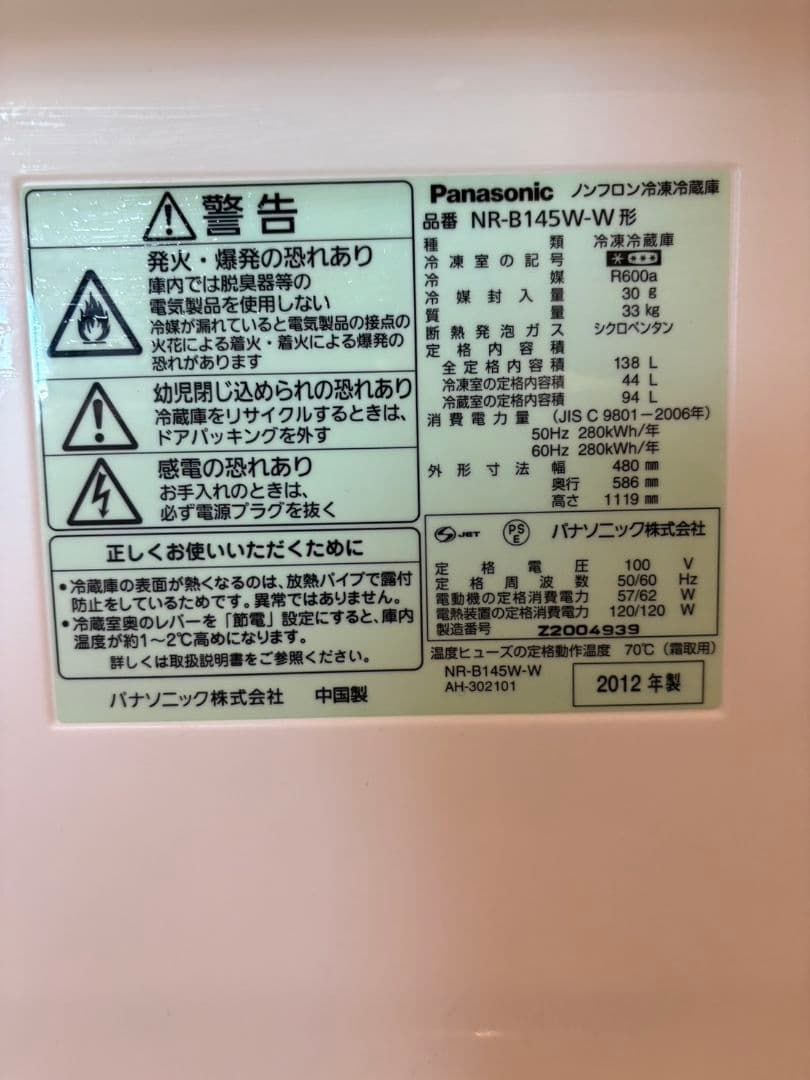 警告
発火・爆発の恐れあり
庫内では脱臭器等の
電気製品を使用しない
冷媒が漏れていると電気製品の接点の
火花による着火・着火による爆発の
恐れがあります
幼児閉じ込められの恐れあり
冷蔵庫をリサイクルするときは、
ドアパッキングを外す
感電の恐れあり
お手入れのときは、
必ず電源プラグを抜く
正しくお使いいただくために
・冷蔵庫の表面が熱くなるのは、放熱パイプで露付
防止をしているためです。異常ではありません。
・冷蔵室奥のレバーを「節電」設定にすると、庫内
温度が約1～2℃高めになります。
詳しくは取扱説明書をご参照ください。
パナソニック株式会社 中国製
Panasonic ノンフロン冷凍冷蔵庫
品番 NR-B145W-W形
種類 冷凍冷蔵庫
冷凍室の記号 ＊＊＊＊
冷媒 R600a
冷媒封入量 30 g
質量 33 kg
断熱発泡ガス シクロペンタン
定格内容積
全定格内容積 138 L
冷凍室の定格内容積 44 L
冷蔵室の定格内容積 94 L
消費電力量 (JIS C 9801－2006年)
50Hz 280kWh/年
60Hz 280kWh/年
外形寸法 幅 480 mm
奥行 586 mm
高さ 1119 mm
S JET PSE パナソニック株式会社
定格電圧 100 V
定格周波数 50/60 Hz
電動機の定格消費電力 57/62 W
電熱装置の定格消費電力 120/120 W
製造番号 Z2004939
温度ヒューズの定格動作温度 70℃（霜取用）
NR-B145W-W
AH-302101
2012年製